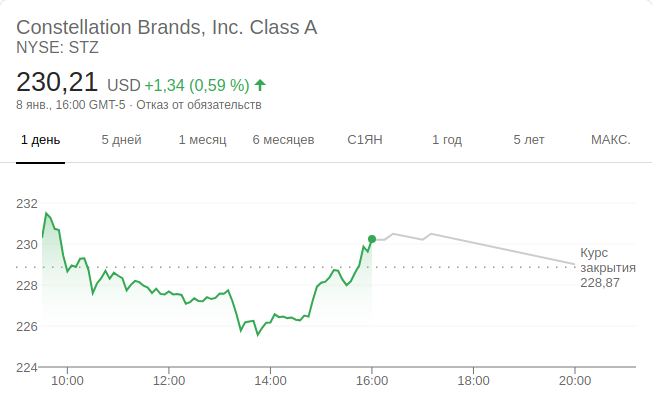 Constellation Brands, Inc. Class A
NYSE: STZ
230,21 USD +1,34 (0,59 %)
8 янв., 16:00 GMT-5 · Отказ от обязательств
1 день 5 дней 1 месяц 6 месяцев С1ЯН 1 год 5 лет МАКС.
232
230
228
226
224
Курс
закрытия
228,87
10:00 12:00 14:00 16:00 18:00 20:00